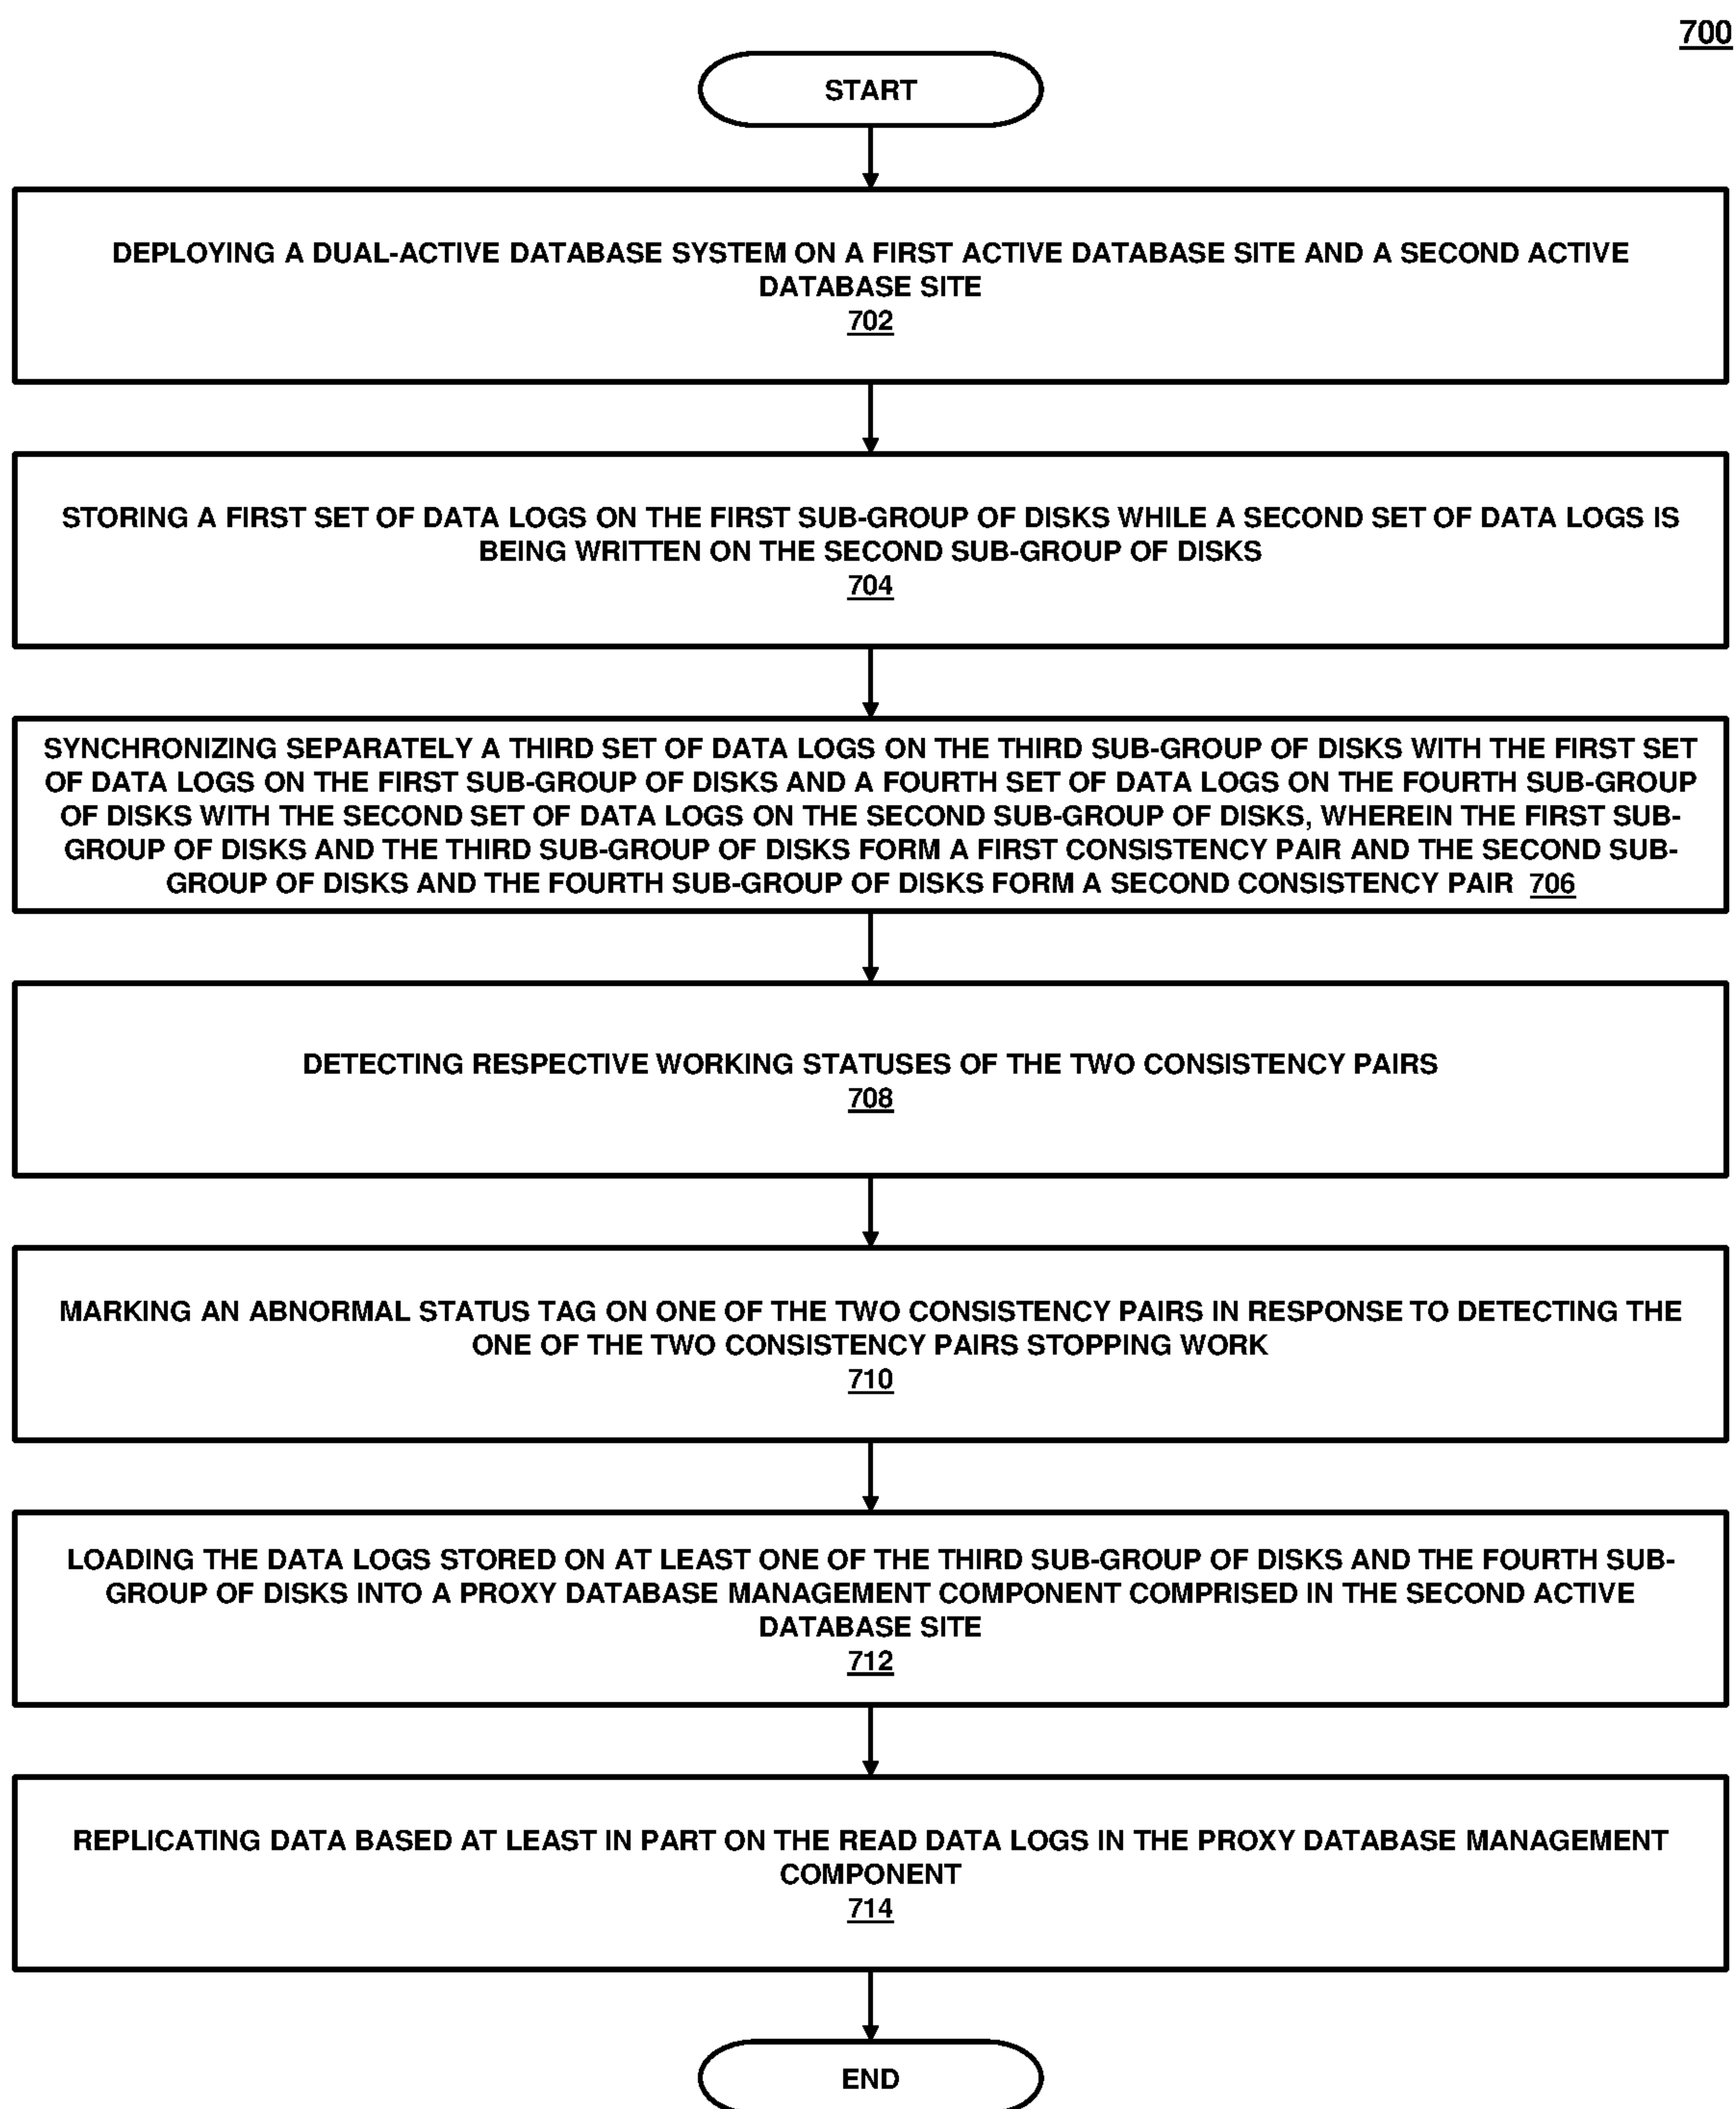 700
START
DEPLOYING A DUAL-ACTIVE DATABASE SYSTEM ON A FIRST ACTIVE DATABASE SITE AND A SECOND ACTIVE
DATABASE SITE
702
STORING A FIRST SET OF DATA LOGS ON THE FIRST SUB-GROUP OF DISKS WHILE A SECOND SET OF DATA LOGS IS
BEING WRITTEN ON THE SECOND SUB-GROUP OF DISKS
704
SYNCHRONIZING SEPARATELY A THIRD SET OF DATA LOGS ON THE THIRD SUB-GROUP OF DISKS WITH THE FIRST SET
OF DATA LOGS ON THE FIRST SUB-GROUP OF DISKS AND A FOURTH SET OF DATA LOGS ON THE FOURTH SUB-GROUP
OF DISKS WITH THE SECOND SET OF DATA LOGS ON THE SECOND SUB-GROUP OF DISKS, WHEREIN THE FIRST SUB-
GROUP OF DISKS AND THE THIRD SUB-GROUP OF DISKS FORM A FIRST CONSISTENCY PAIR AND THE SECOND SUB-
GROUP OF DISKS AND THE FOURTH SUB-GROUP OF DISKS FORM A SECOND CONSISTENCY PAIR 706
DETECTING RESPECTIVE WORKING STATUSES OF THE TWO CONSISTENCY PAIRS
708
MARKING AN ABNORMAL STATUS TAG ON ONE OF THE TWO CONSISTENCY PAIRS IN RESPONSE TO DETECTING THE
ONE OF THE TWO CONSISTENCY PAIRS STOPPING WORK
710
LOADING THE DATA LOGS STORED ON AT LEAST ONE OF THE THIRD SUB-GROUP OF DISKS AND THE FOURTH SUB-
GROUP OF DISKS INTO A PROXY DATABASE MANAGEMENT COMPONENT COMPRISED IN THE SECOND ACTIVE
DATABASE SITE
712
REPLICATING DATA BASED AT LEAST IN PART ON THE READ DATA LOGS IN THE PROXY DATABASE MANAGEMENT
COMPONENT
714
END